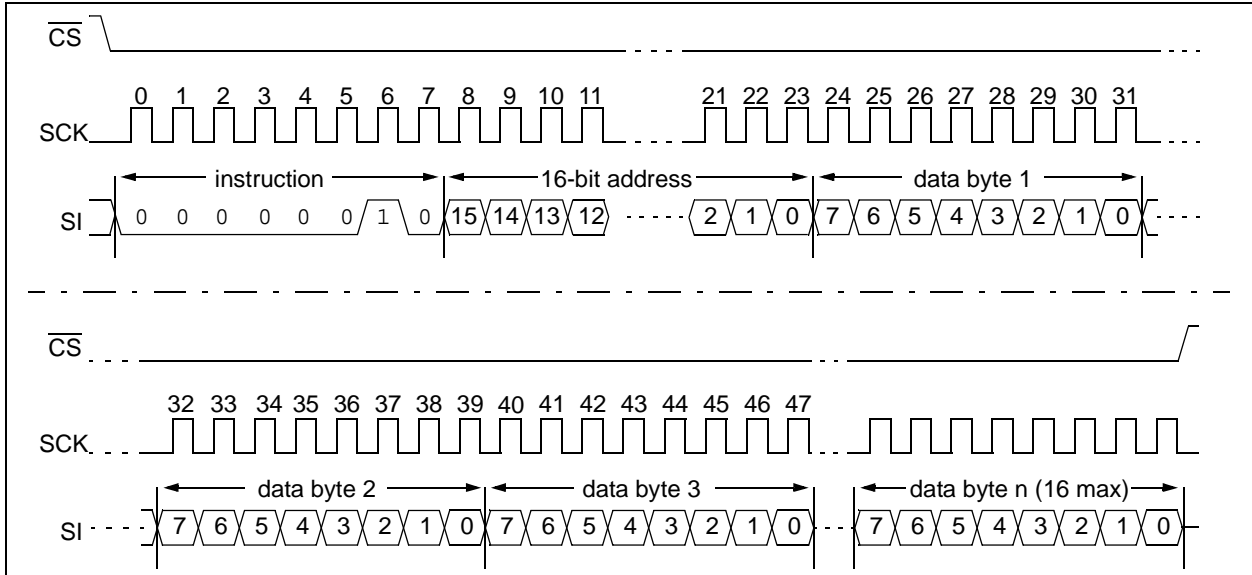 CS
0 1 2 3 4 5 6 7 8 9 10 11 21 22 23 24 25 26 27 28 29 30 31
SCK
instruction 16-bit address data byte 1
SI 0 0 0 0 0 0 1 0 15 14 13 12 2 1 0 7 6 5 4 3 2 1 0
CS
32 33 34 35 36 37 38 39 40 41 42 43 44 45 46 47
SCK
data byte 2 data byte 3 data byte n (16 max)
SI 7 6 5 4 3 2 1 0 7 6 5 4 3 2 1 0 7 6 5 4 3 2 1 0